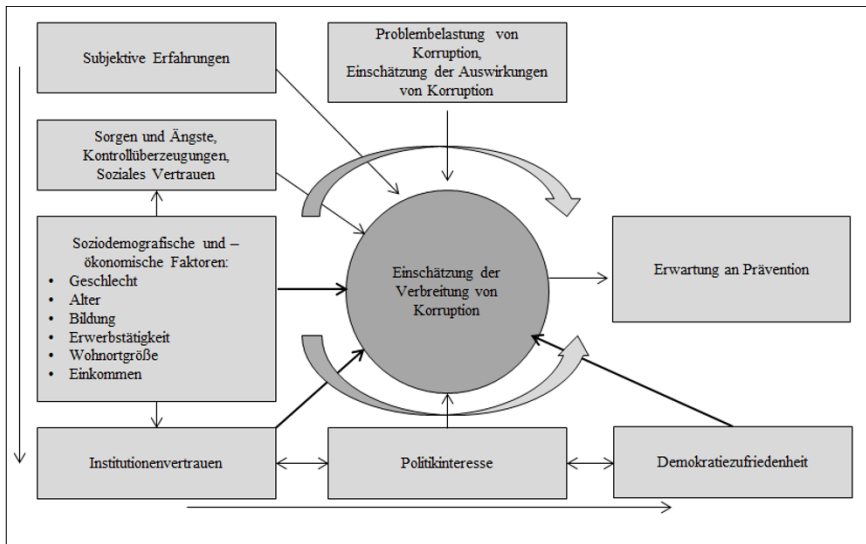 Subjektive Erfahrungen
Problembelastung von
Korruption,
Einschätzung der Auswirkungen
von Korruption
Sorgen und Ängste,
Kontrollüberzeugungen,
Soziales Vertrauen
Soziodemografische und –
ökonomische Faktoren:
• Geschlecht
• Alter
• Bildung
• Erwerbstätigkeit
• Wohnortgröße
• Einkommen
Einschätzung der
Verbreitung von
Korruption
Erwartung an Prävention
Institutionenvertrauen
Politikinteresse
Demokratiezufriedenheit